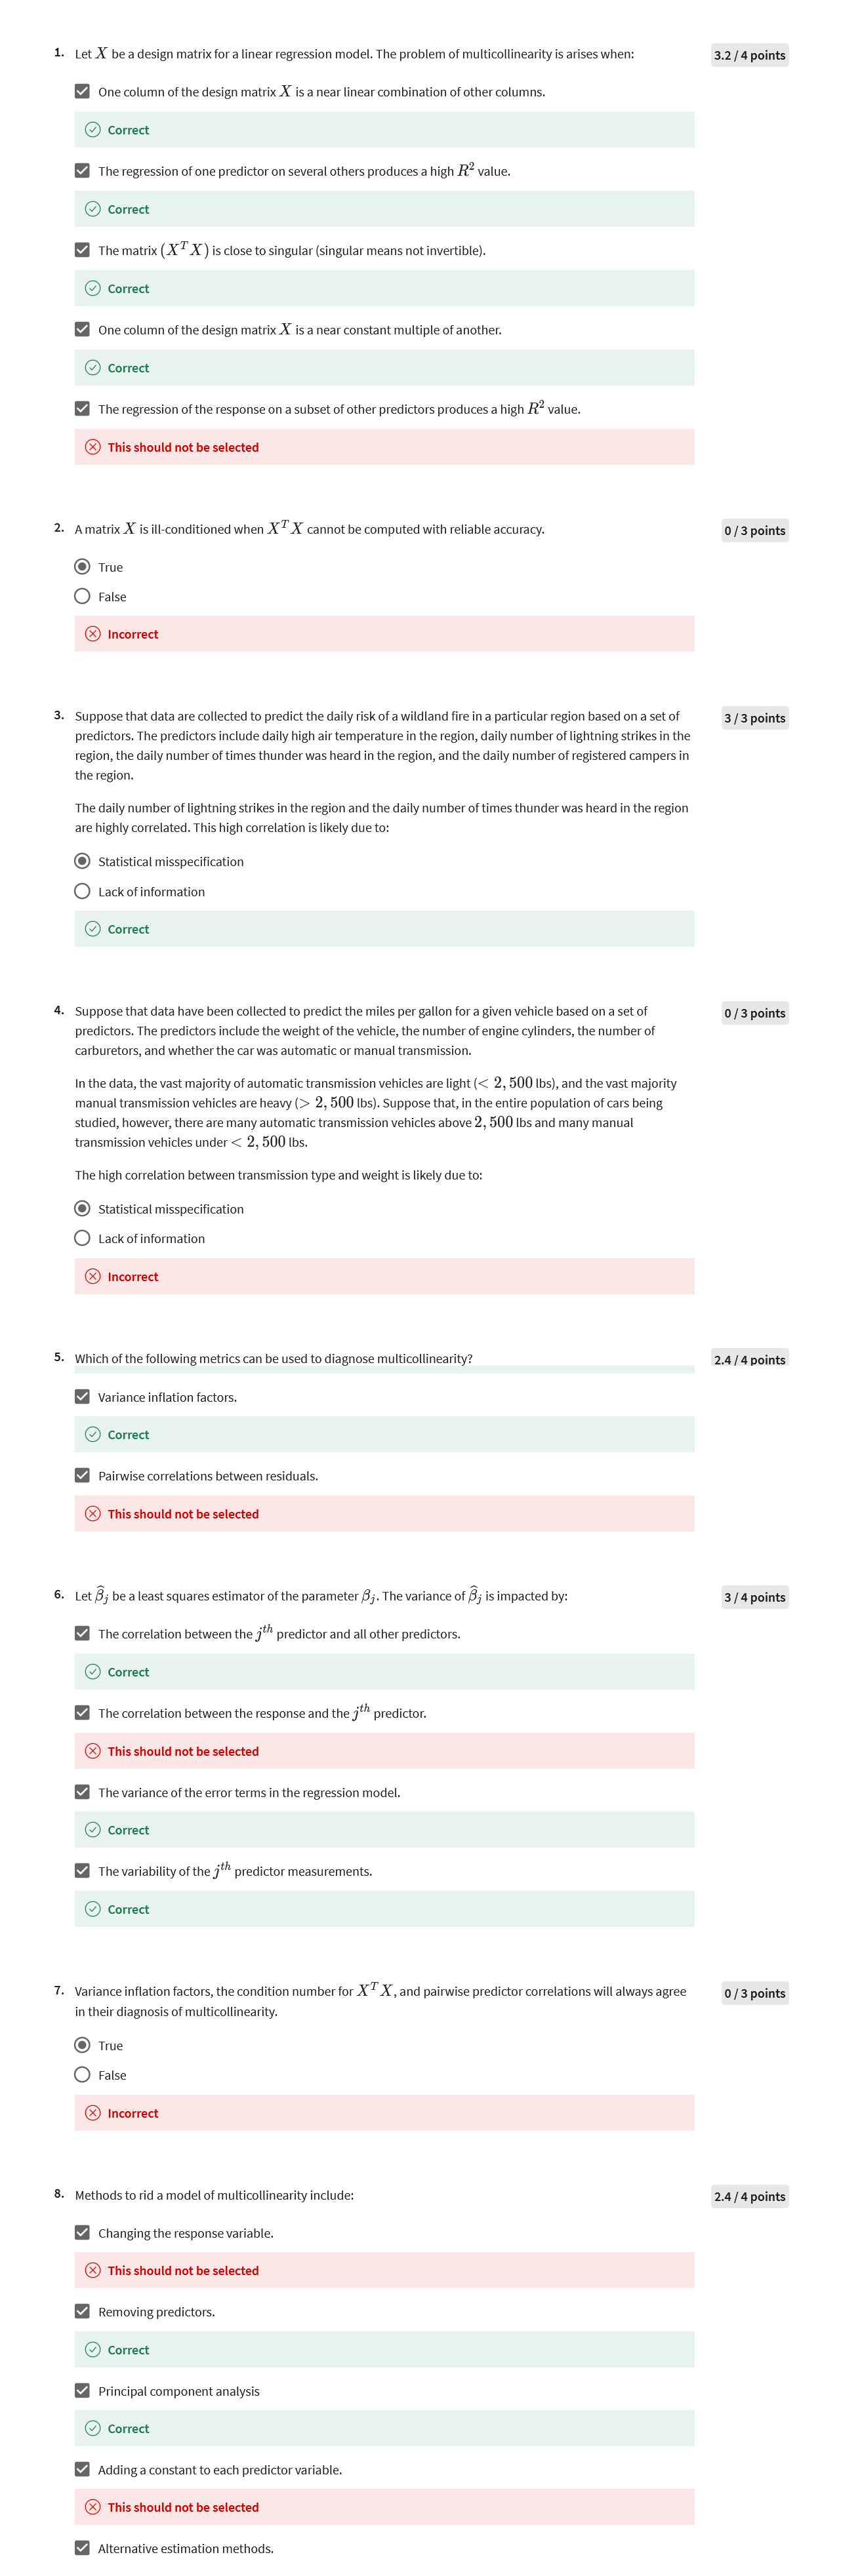 1. Let X be a design matrix for a linear regression model. The problem of multicollinearity is arises when:
3.2 / 4 points
One column of the design matrix X is a near linear combination of other columns.
Correct
The regression of one predictor on several others produces a high R² value.
Correct
The matrix (XᵀX) is close to singular (singular means not invertible).
Correct
One column of the design matrix X is a near constant multiple of another.
Correct
The regression of the response on a subset of other predictors produces a high R² value.
This should not be selected
2. A matrix X is ill-conditioned when XᵀX cannot be computed with reliable accuracy.
0 / 3 points
True
False
Incorrect
3. Suppose that data are collected to predict the daily risk of a wildland fire in a particular region based on a set of
3 / 3 points
predictors. The predictors include daily high air temperature in the region, daily number of lightning strikes in the
region, the daily number of times thunder was heard in the region, and the daily number of registered campers in
the region.
The daily number of lightning strikes in the region and the daily number of times thunder was heard in the region
are highly correlated. This high correlation is likely due to:
Statistical misspecification
Lack of information
Correct
4. Suppose that data have been collected to predict the miles per gallon for a given vehicle based on a set of
0 / 3 points
predictors. The predictors include the weight of the vehicle, the number of engine cylinders, the number of
carburetors, and whether the car was automatic or manual transmission.
In the data, the vast majority of automatic transmission vehicles are light (< 2, 500 lbs), and the vast majority
manual transmission vehicles are heavy (> 2, 500 lbs). Suppose that, in the entire population of cars being
studied, however, there are many automatic transmission vehicles above 2, 500 lbs and many manual
transmission vehicles under < 2, 500 lbs.
The high correlation between transmission type and weight is likely due to:
Statistical misspecification
Lack of information
Incorrect
5. Which of the following metrics can be used to diagnose multicollinearity?
2.4 / 4 points
Variance inflation factors.
Correct
Pairwise correlations between residuals.
This should not be selected
6. Let β̂ⱼ be a least squares estimator of the parameter βⱼ. The variance of β̂ⱼ is impacted by:
3 / 4 points
The correlation between the jᵗʰ predictor and all other predictors.
Correct
The correlation between the response and the jᵗʰ predictor.
This should not be selected
The variance of the error terms in the regression model.
Correct
The variability of the jᵗʰ predictor measurements.
Correct
7. Variance inflation factors, the condition number for XᵀX, and pairwise predictor correlations will always agree
0 / 3 points
in their diagnosis of multicollinearity.
True
False
Incorrect
8. Methods to rid a model of multicollinearity include:
2.4 / 4 points
Changing the response variable.
This should not be selected
Removing predictors.
Correct
Principal component analysis
Correct
Adding a constant to each predictor variable.
This should not be selected
Alternative estimation methods.